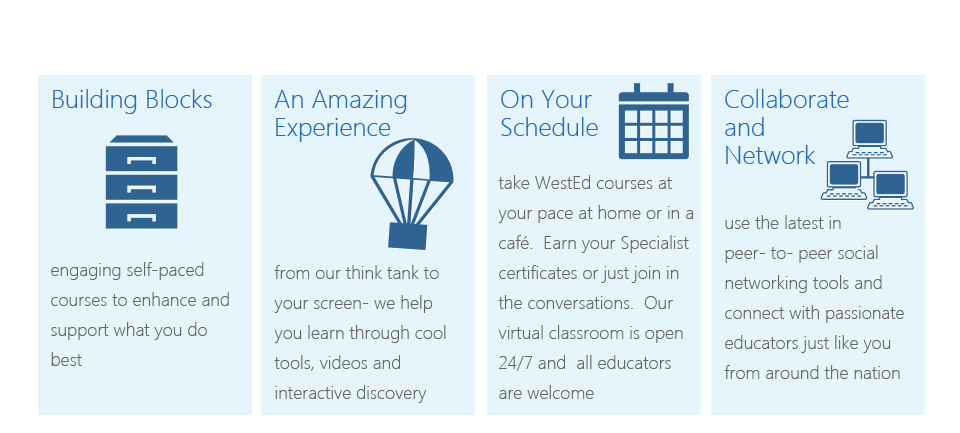 Building Blocks
engaging self-paced
courses to enhance and
support what you do
best
An Amazing
Experience
from our think tank to
your screen- we help
you learn through cool
tools, videos and
interactive discovery
On Your
Schedule
take WestEd courses at
your pace at home or in a
café.  Earn your Specialist
certificates or just join in
the conversations.  Our
virtual classroom is open
24/7 and  all educators
are welcome
Collaborate
and
Network
use the latest in
peer- to- peer social
networking tools and
connect with passionate
educators just like you
from around the nation